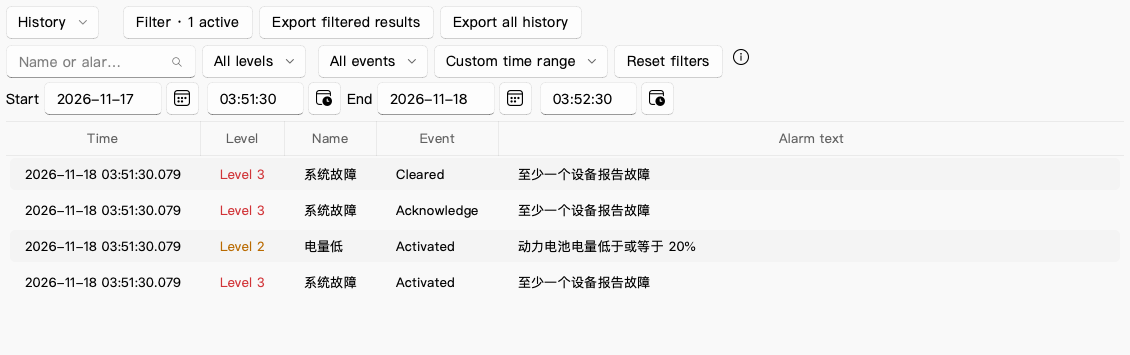 History Filter · 1 active Export filtered results Export all history
Name or alar... All levels All events Custom time range Reset filters
Start 2026-11-17 03:51:30 End 2026-11-18 03:52:30
Time Level Name Event Alarm text
2026-11-18 03:51:30.079 Level 3 系统故障 Cleared 至少一个设备报告故障
2026-11-18 03:51:30.079 Level 3 系统故障 Acknowledge 至少一个设备报告故障
2026-11-18 03:51:30.079 Level 2 电量低 Activated 动力电池电量低于或等于 20%
2026-11-18 03:51:30.079 Level 3 系统故障 Activated 至少一个设备报告故障